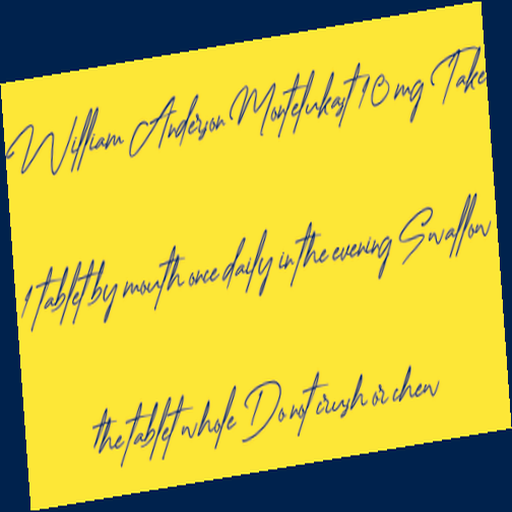 William Anderson Montelukast 10 mg Take
1 tablet by mouth once daily in the evening Swallow
the tablet whole Do not crush or chew